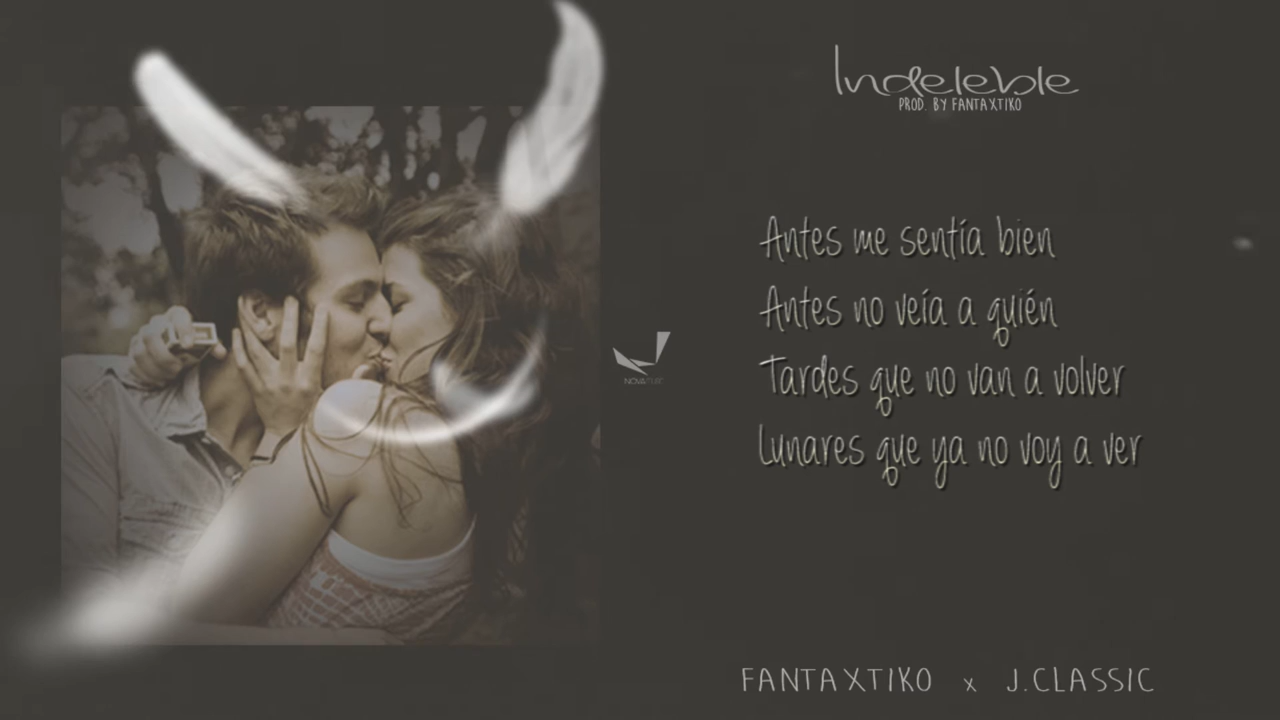 Indeleble
PROD. BY FANTAXTIKO
Antes me sentía bien
Antes no veía a quién
Tardes que no van a volver
Lunares que ya no voy a ver
FANTAXTIKO x J.CLASSIC